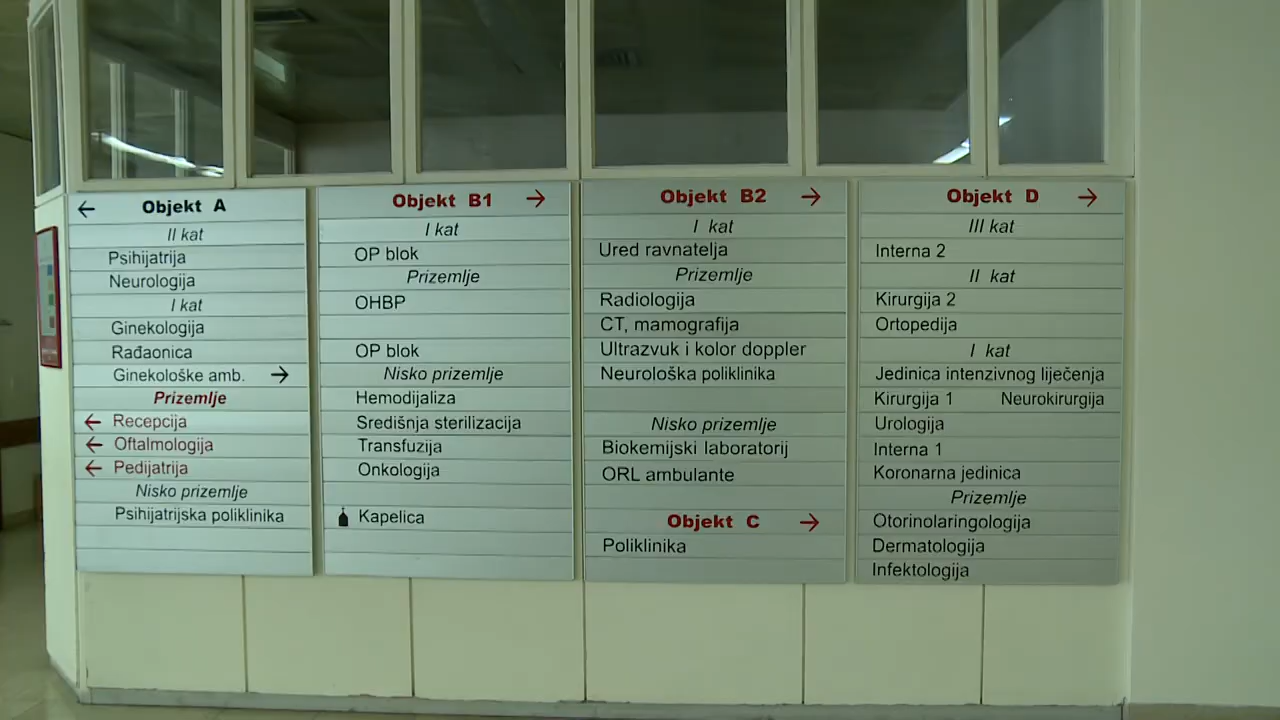 ← Objekt A
II kat
Psihijatrija
Neurologija
I kat
Ginekologija
Rađaonica
Ginekološke amb. →
Prizemlje
← Recepcija
← Oftalmologija
← Pedijatrija
Nisko prizemlje
Psihijatrijska poliklinika
Objekt B1 →
I kat
OP blok
Prizemlje
OHBP
OP blok
Nisko prizemlje
Hemodijaliza
Središnja sterilizacija
Transfuzija
Onkologija
Kapelica
Objekt B2 →
I kat
Ured ravnatelja
Prizemlje
Radiologija
CT, mamografija
Ultrazvuk i kolor doppler
Neurološka poliklinika
Nisko prizemlje
Biokemijski laboratorij
ORL ambulante
Objekt C →
Poliklinika
Objekt D →
III kat
Interna 2
II kat
Kirurgija 2
Ortopedija
I kat
Jedinica intenzivnog liječenja
Kirurgija 1 Neurokirurgija
Urologija
Interna 1
Koronarna jedinica
Prizemlje
Otorinolaringologija
Dermatologija
Infektologija